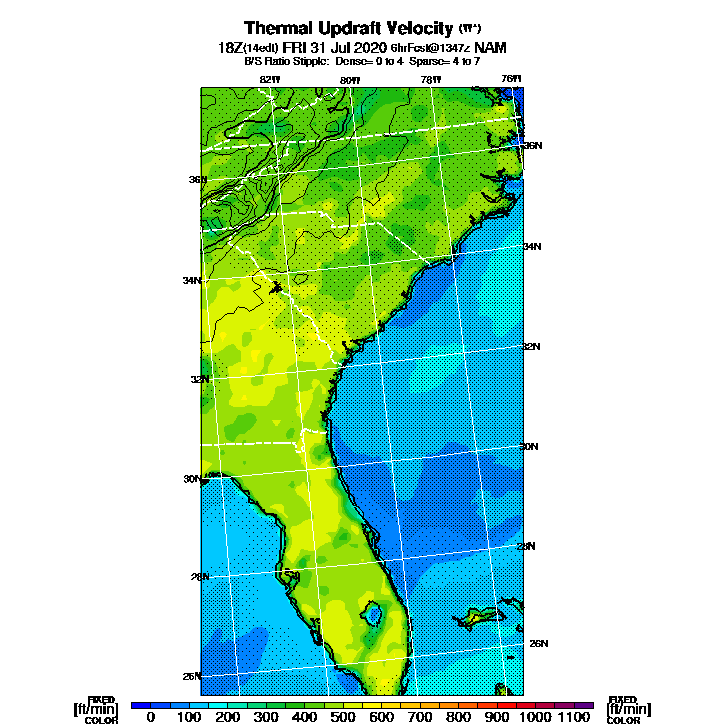 Thermal Updraft Velocity (W*)
18Z(14edt) FRI 31 Jul 2020 6hrFcst@1347z NAM
B/S Ratio Stipple: Dense= 0 to 4 Sparse= 4 to 7
82W 80W 78W 76W
36N
36N
34N
34N
32N
32N
30N
30N
28N
28N
26N
26N
FIXED
[ft/min]
COLOR
0 100 200 300 400 500 600 700 800 900 1000 1100
FIXED
[ft/min]
COLOR